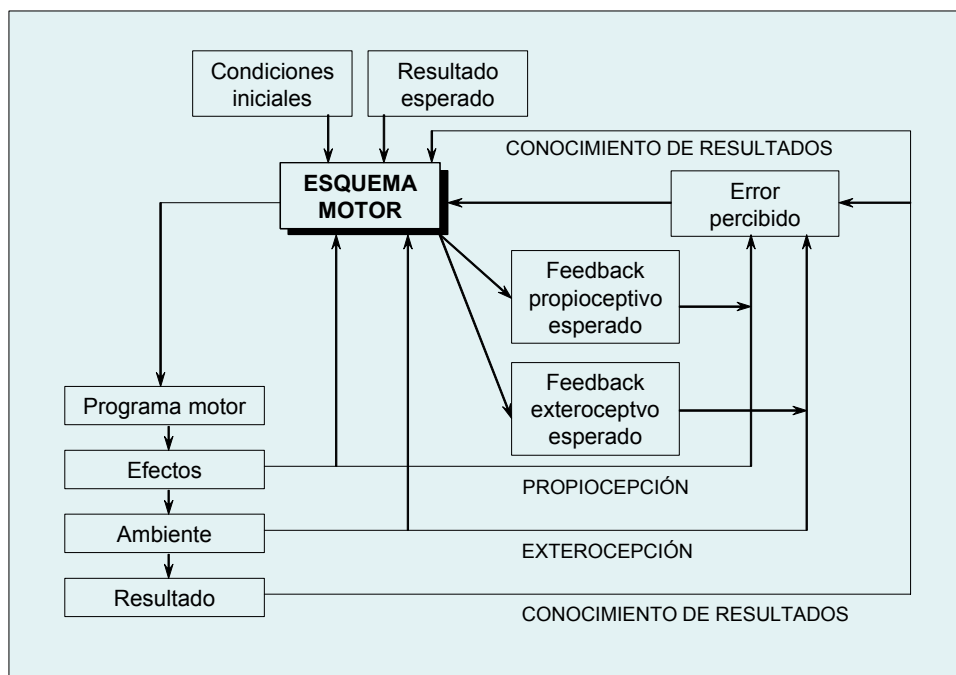 Condiciones
iniciales
Resultado
esperado
CONOCIMIENTO DE RESULTADOS
ESQUEMA
MOTOR
Error
percibido
Feedback
propioceptivo
esperado
Feedback
exteroceptvo
esperado
Programa motor
Efectos
PROPIOCEPCIÓN
Ambiente
EXTEROCEPCIÓN
Resultado
CONOCIMIENTO DE RESULTADOS